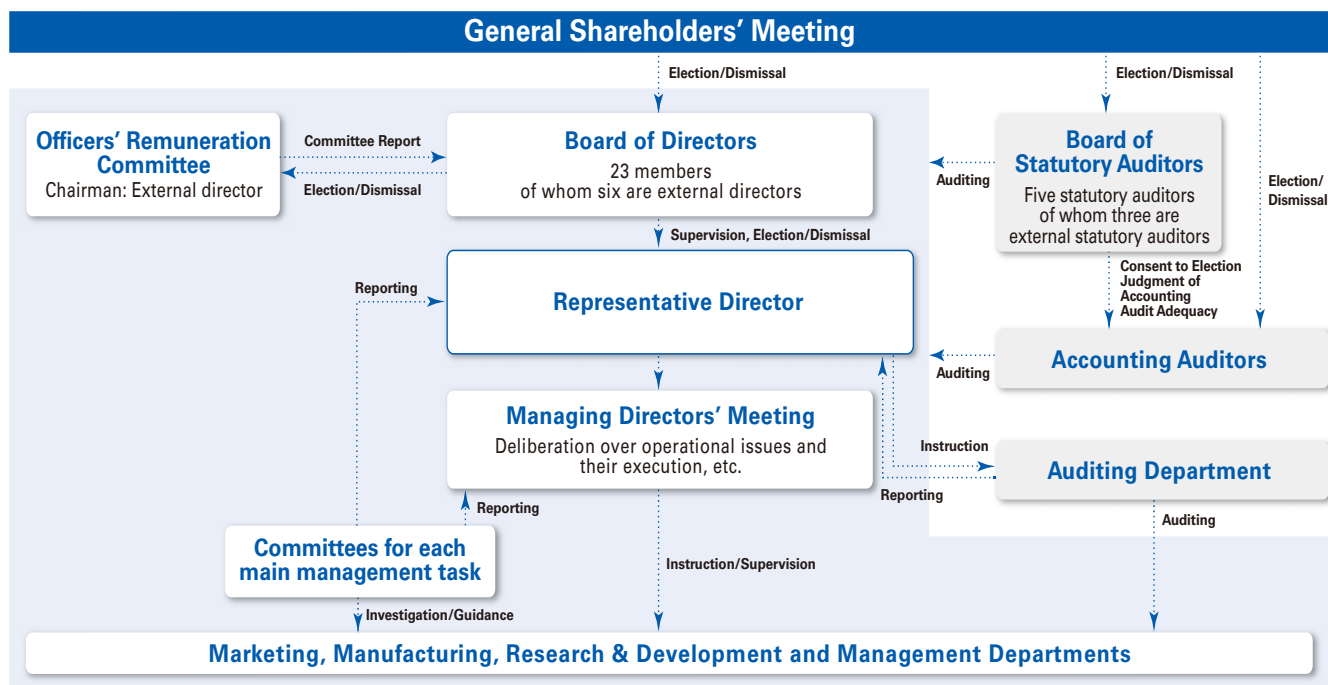 General Shareholders’ Meeting
Election/Dismissal
Election/Dismissal
Officers’ Remuneration
Committee
Chairman: External director
Committee Report
Election/Dismissal
Board of Directors
23 members
of whom six are external directors
Auditing
Board of
Statutory Auditors
Five statutory auditors
of whom three are
external statutory auditors
Election/
Dismissal
Supervision, Election/Dismissal
Consent to Election
Judgment of
Accounting
Audit Adequacy
Reporting
Representative Director
Auditing
Accounting Auditors
Managing Directors’ Meeting
Deliberation over operational issues and
their execution, etc.
Instruction
Reporting
Auditing Department
Reporting
Auditing
Committees for each
main management task
Instruction/Supervision
Investigation/Guidance
Marketing, Manufacturing, Research & Development and Management Departments